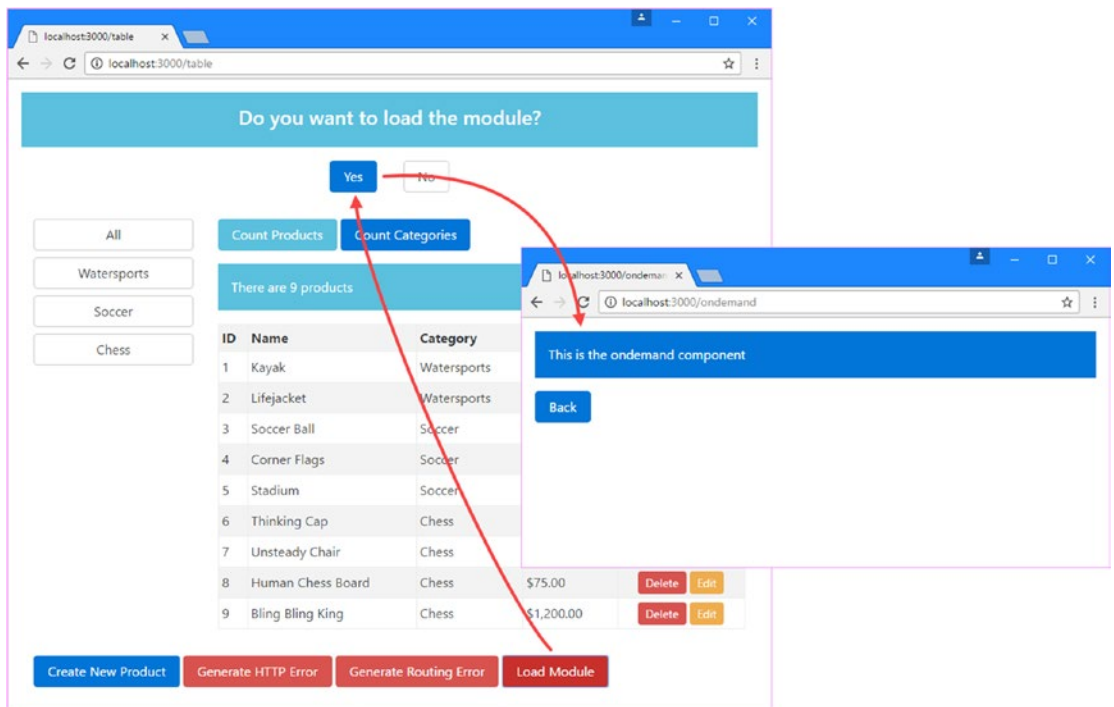 localhost:3000/table
localhost:3000/table
Do you want to load the module?
Yes No
All
Watersports
Soccer
Chess
Count Products Count Categories
There are 9 products
ID Name Category
1 Kayak Watersports
2 Lifejacket Watersports
3 Soccer Ball Soccer
4 Corner Flags Soccer
5 Stadium Soccer
6 Thinking Cap Chess
7 Unsteady Chair Chess
8 Human Chess Board Chess $75.00 Delete Edit
9 Bling Bling King Chess $1,200.00 Delete Edit
Create New Product Generate HTTP Error Generate Routing Error Load Module
localhost:3000/ondeman
localhost:3000/ondemand
This is the ondemand component
Back